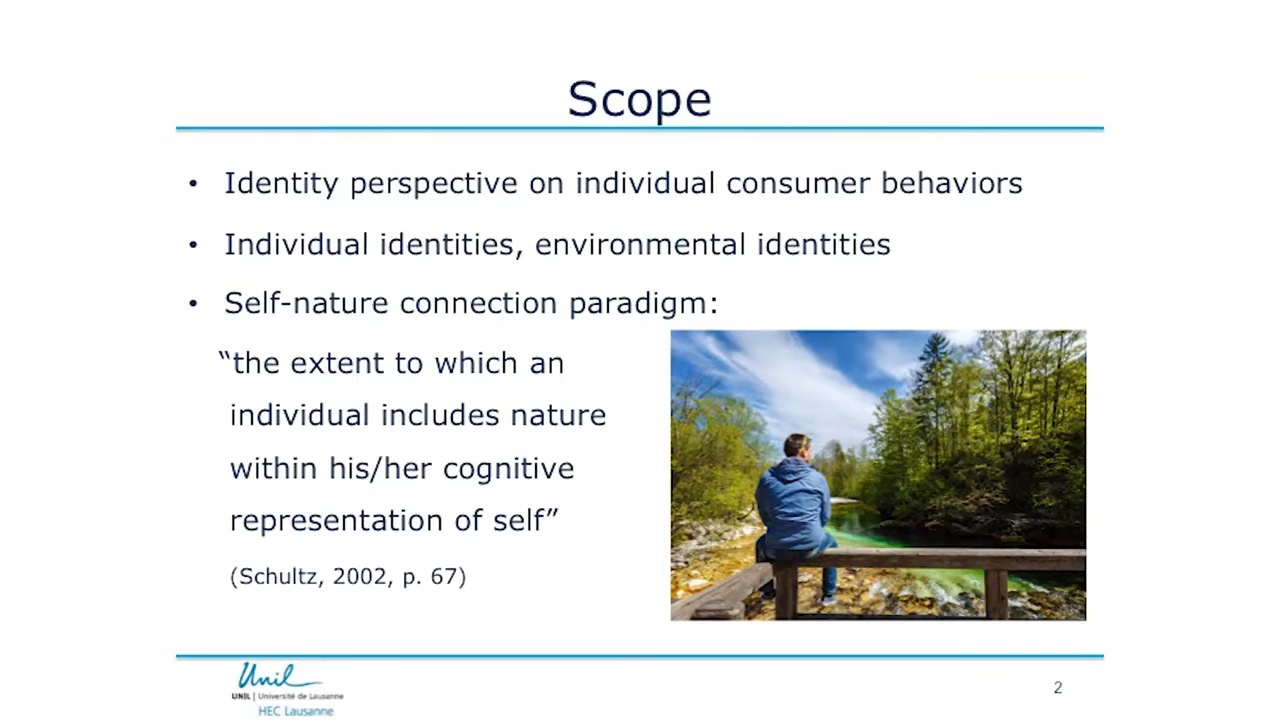 Scope
• Identity perspective on individual consumer behaviors
• Individual identities, environmental identities
• Self-nature connection paradigm:
“the extent to which an
individual includes nature
within his/her cognitive
representation of self”
(Schultz, 2002, p. 67)
Unil
UNIL | Université de Lausanne
HEC Lausanne
2